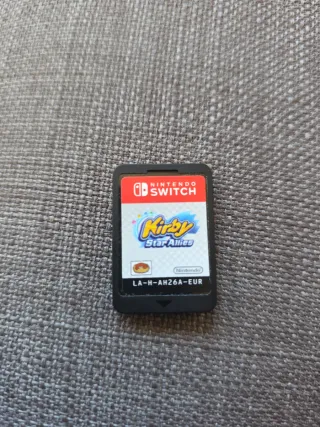 NINTENDO
SWITCH
Kirby
Star Allies
Nintendo
LA-H-AH26A-EUR